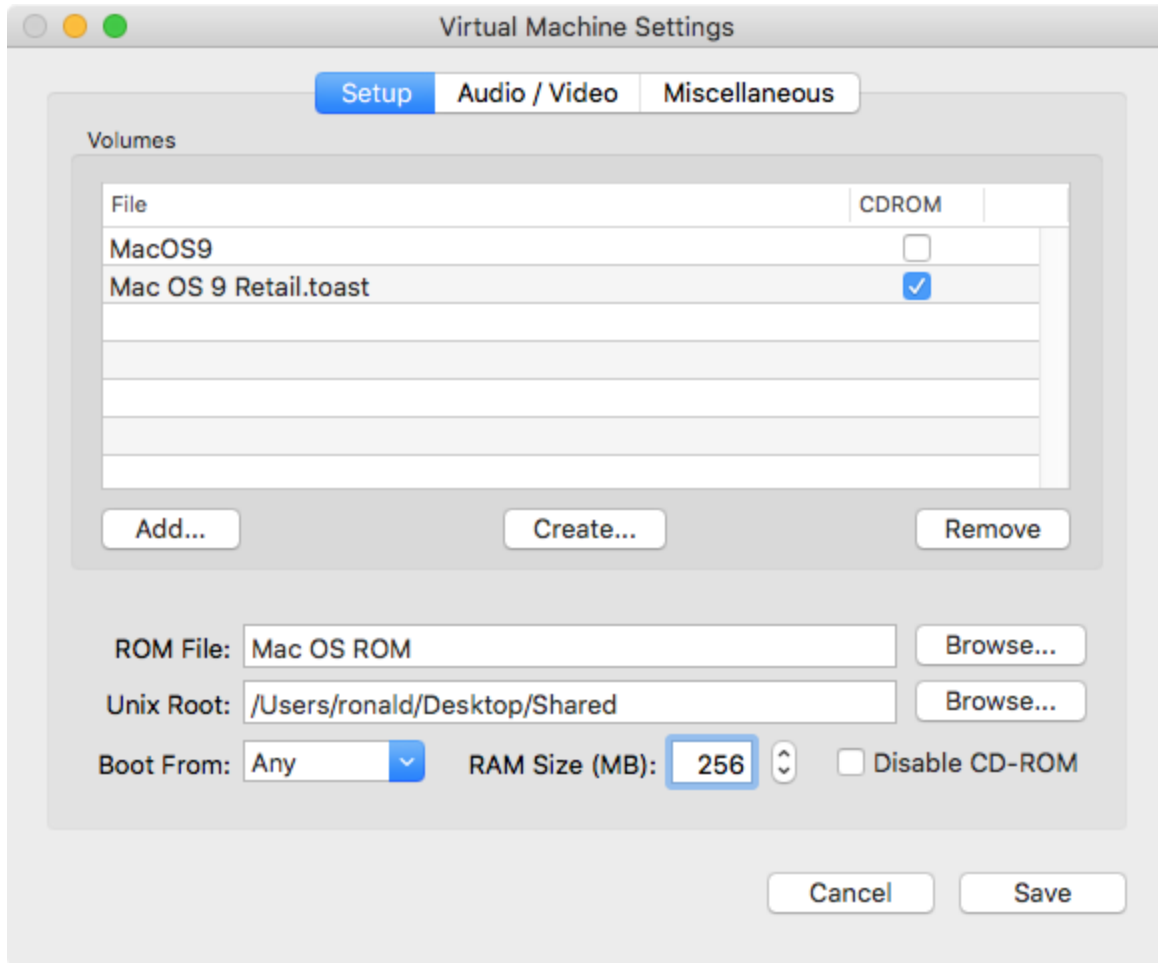 Virtual Machine Settings
Setup Audio / Video Miscellaneous
Volumes
File CDROM
MacOS9
Mac OS 9 Retail.toast
Add... Create... Remove
ROM File: Mac OS ROM Browse...
Unix Root: /Users/ronald/Desktop/Shared Browse...
Boot From: Any RAM Size (MB): 256 Disable CD-ROM
Cancel Save